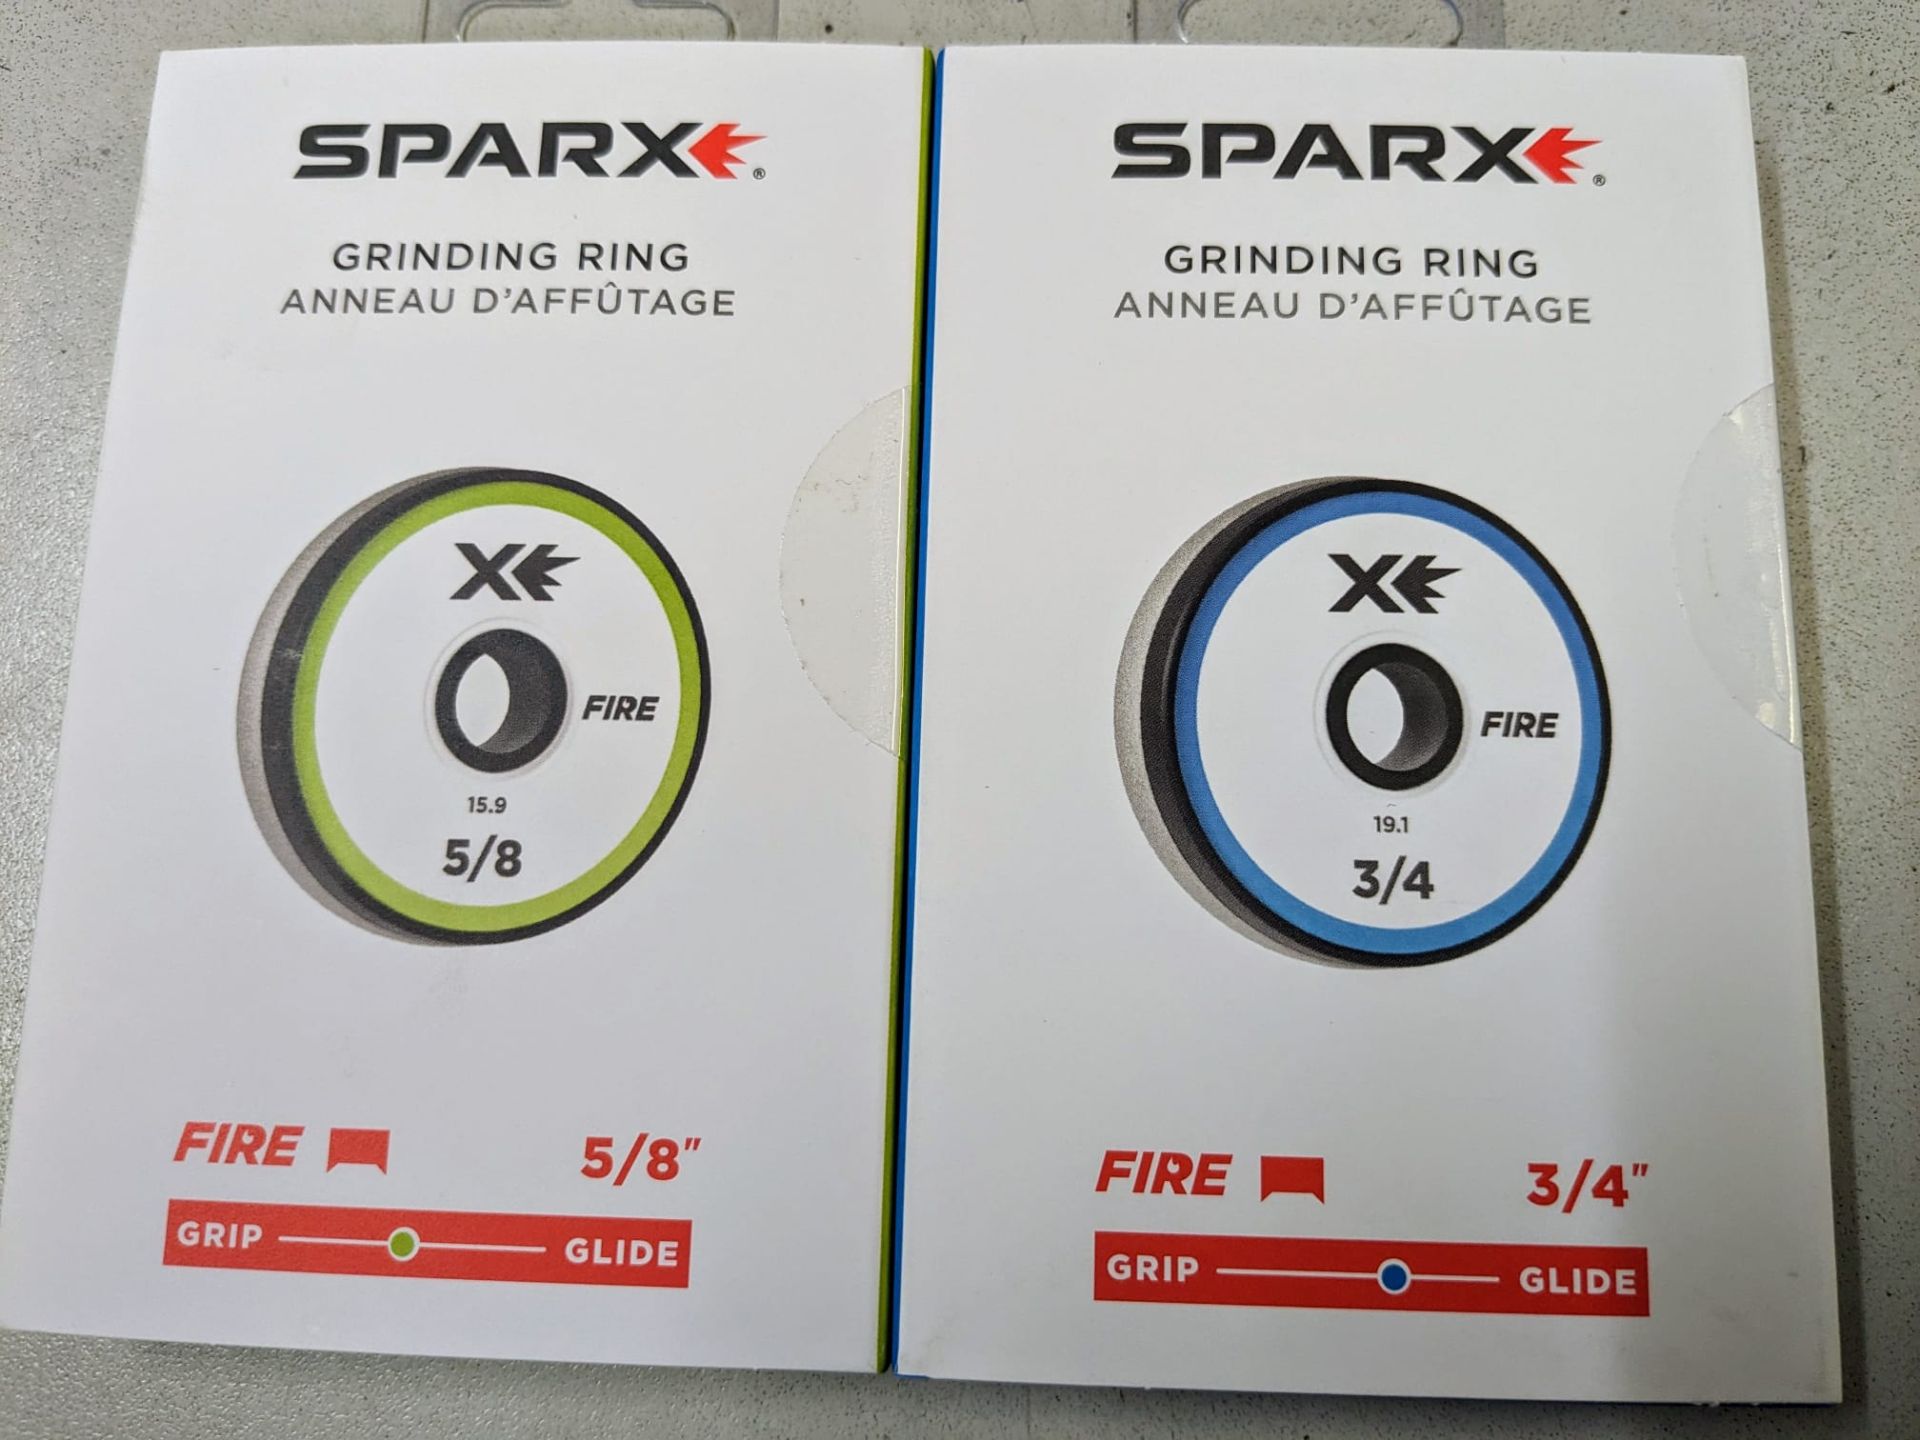 SPARX®
GRINDING RING
ANNEAU D'AFFÛTAGE
X
FIRE
15.9
5/8
FIRE 5/8"
GRIP GLIDE
SPARX®
GRINDING RING
ANNEAU D'AFFÛTAGE
X
FIRE
19.1
3/4
FIRE 3/4"
GRIP GLIDE